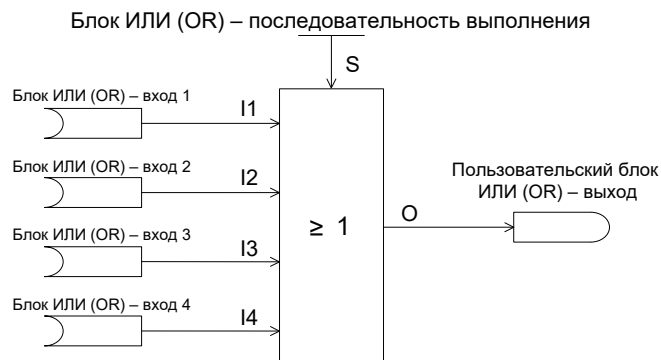 Блок ИЛИ (OR) – последовательность выполнения
S
Блок ИЛИ (OR) – вход 1
I1
Блок ИЛИ (OR) – вход 2
I2
Пользовательский блок
ИЛИ (OR) – выход
O
≥ 1
Блок ИЛИ (OR) – вход 3
I3
Блок ИЛИ (OR) – вход 4
I4